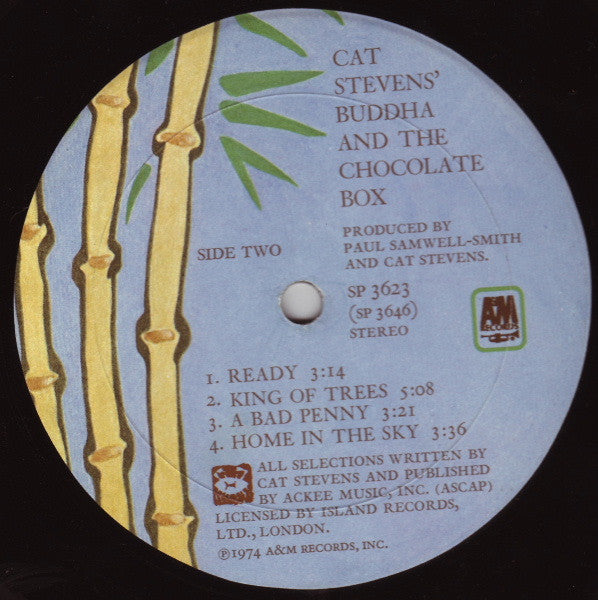 CAT
STEVENS'
BUDDHA
AND THE
CHOCOLATE
BOX
PRODUCED BY
PAUL SAMWELL-SMITH
AND CAT STEVENS.
SIDE TWO
SP 3623
(SP 3646)
STEREO
A&M
RECORDS
1. READY 3:14
2. KING OF TREES 5:08
3. A BAD PENNY 3:21
4. HOME IN THE SKY 3:36
ALL SELECTIONS WRITTEN BY
CAT STEVENS AND PUBLISHED
BY ACKEE MUSIC, INC. (ASCAP)
LICENSED BY ISLAND RECORDS,
LTD., LONDON.
℗1974 A&M RECORDS, INC.